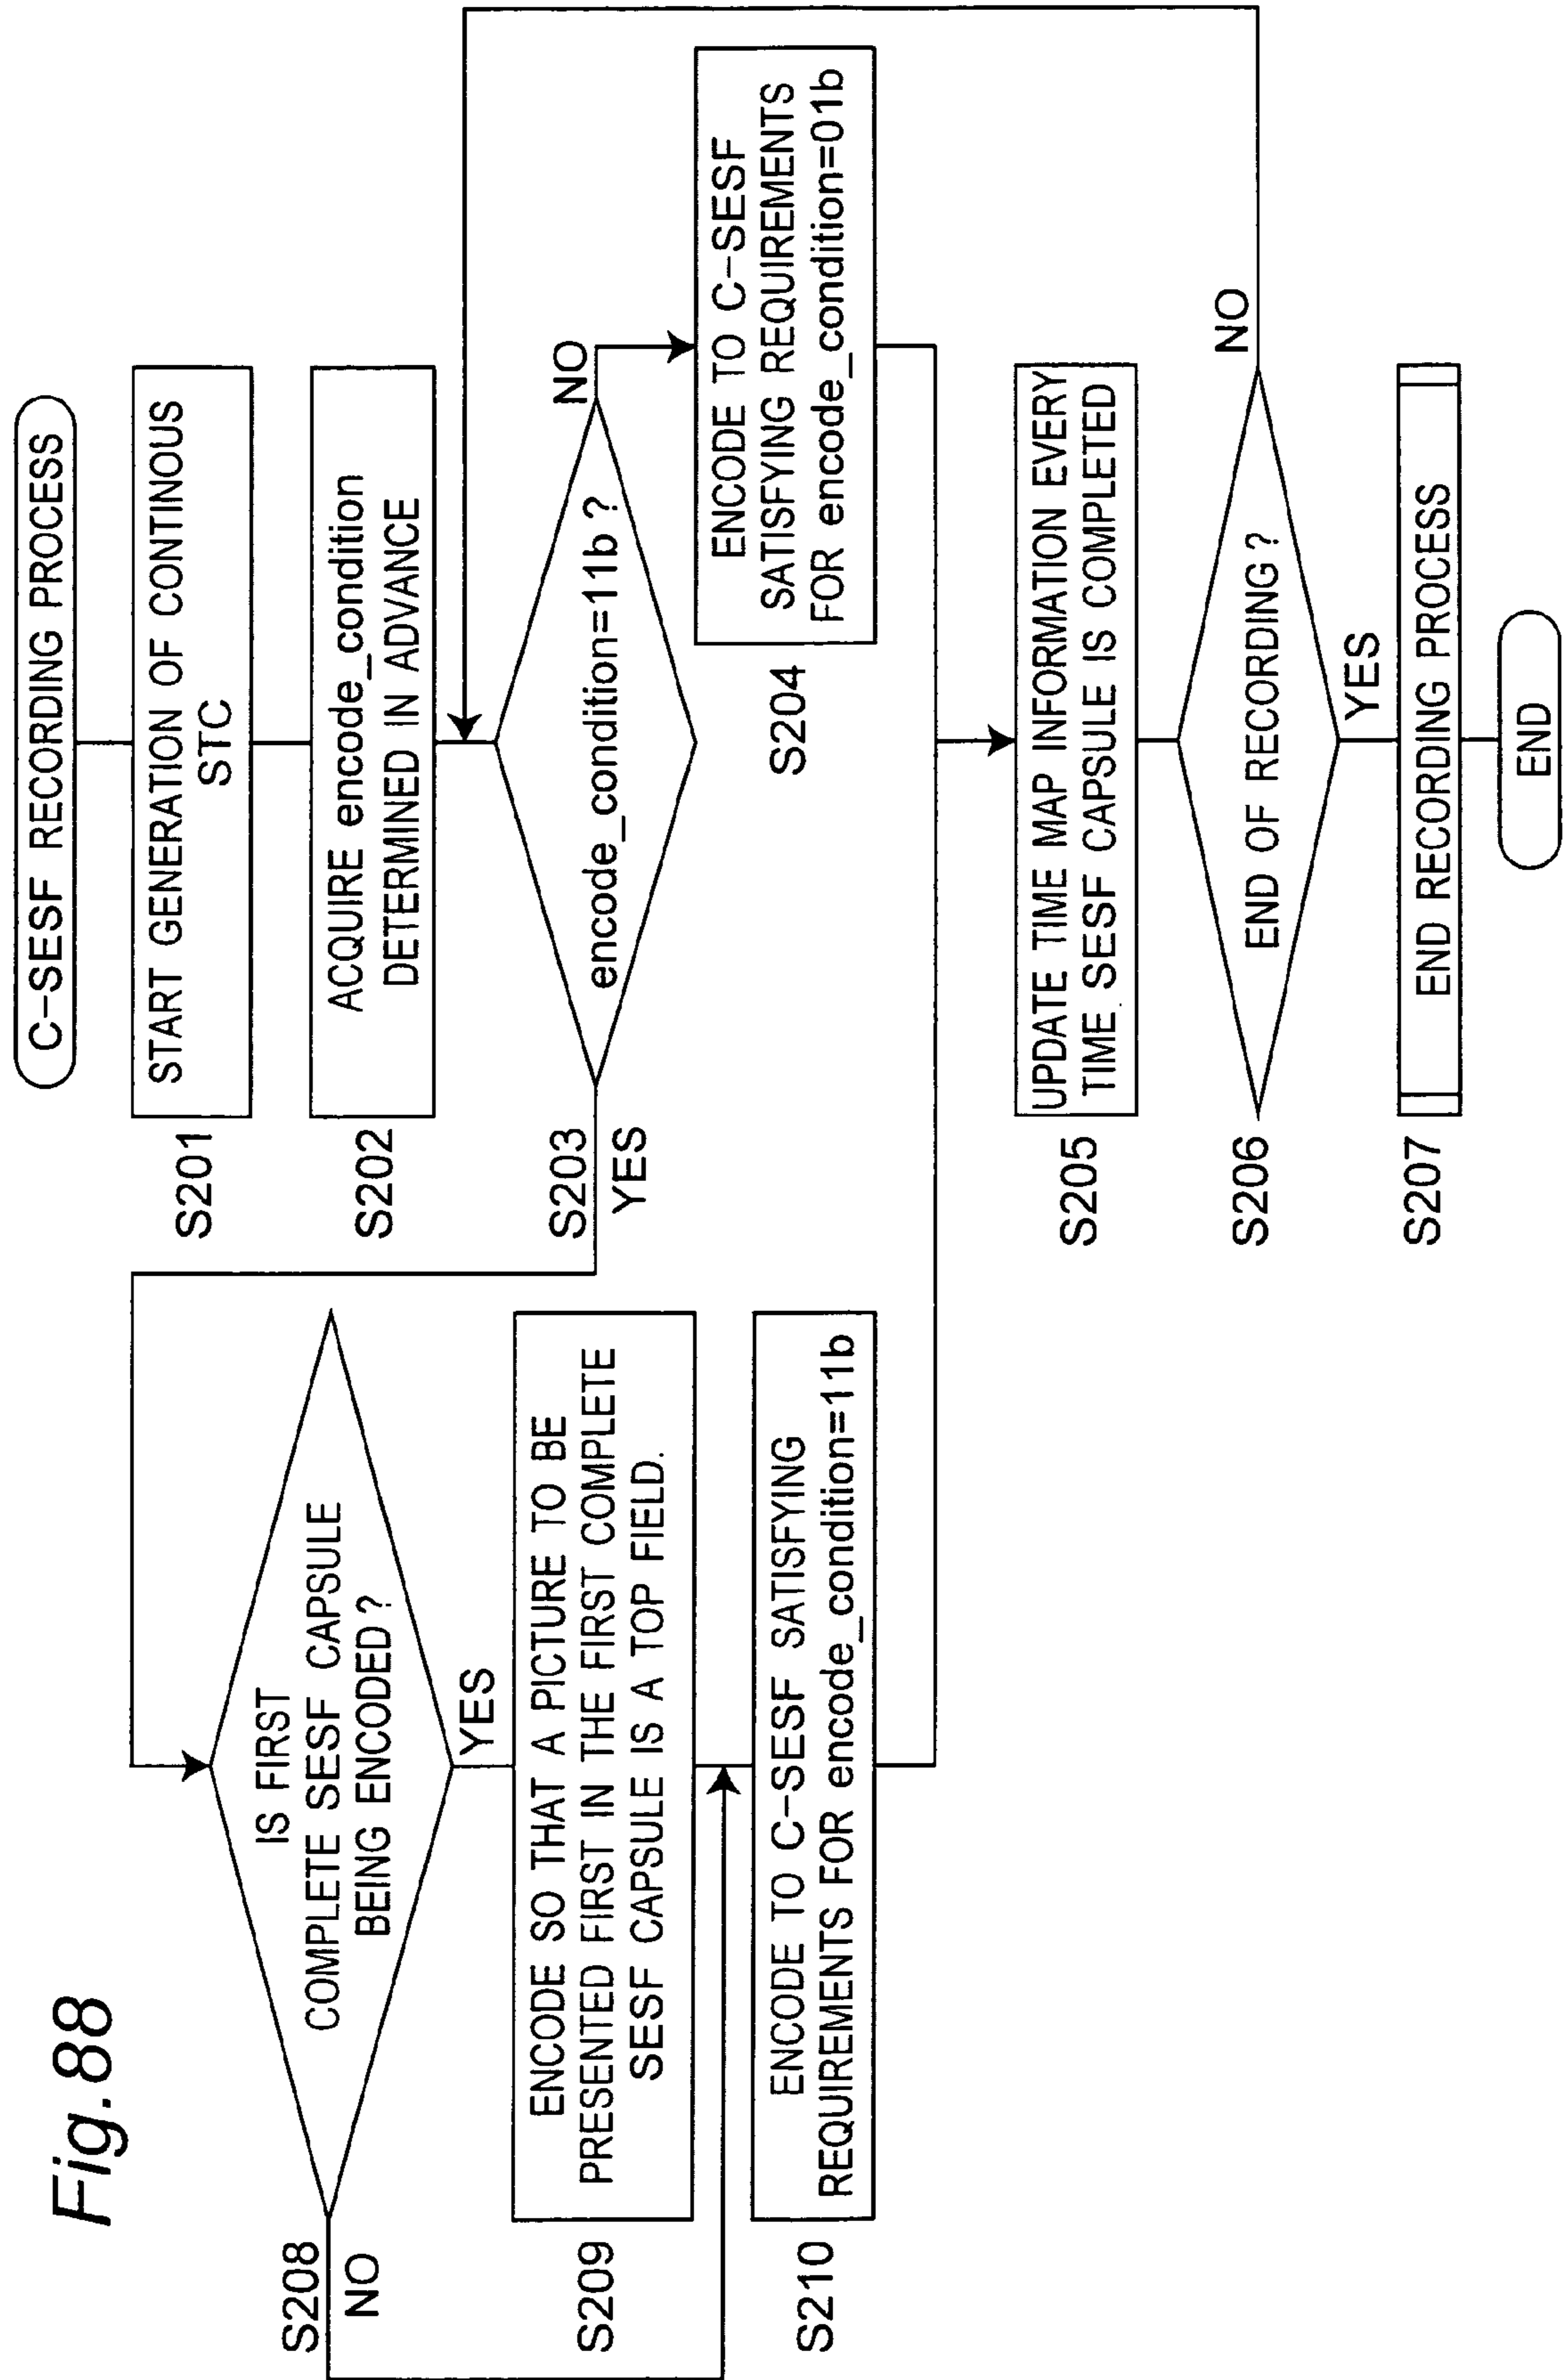 Fig.88
C-SESF RECORDING PROCESS
S201
START GENERATION OF CONTINOUS
STC
S202
ACQUIRE encode_condition
DETERMINED IN ADVANCE
S203
encode_condition=11b ?
YES
NO
S204
ENCODE TO C-SESF
SATISFYING REQUIREMENTS
FOR encode_condition=01b
S205
UPDATE TIME MAP INFORMATION EVERY
TIME SESF CAPSULE IS COMPLETED
S206
END OF RECORDING ?
NO
YES
S207
END RECORDING PROCESS
END
S208
IS FIRST
COMPLETE SESF CAPSULE
BEING ENCODED ?
NO
YES
S209
ENCODE SO THAT A PICTURE TO BE
PRESENTED FIRST IN THE FIRST COMPLETE
SESF CAPSULE IS A TOP FIELD.
S210
ENCODE TO C-SESF SATISFYING
REQUIREMENTS FOR encode_condition=11b